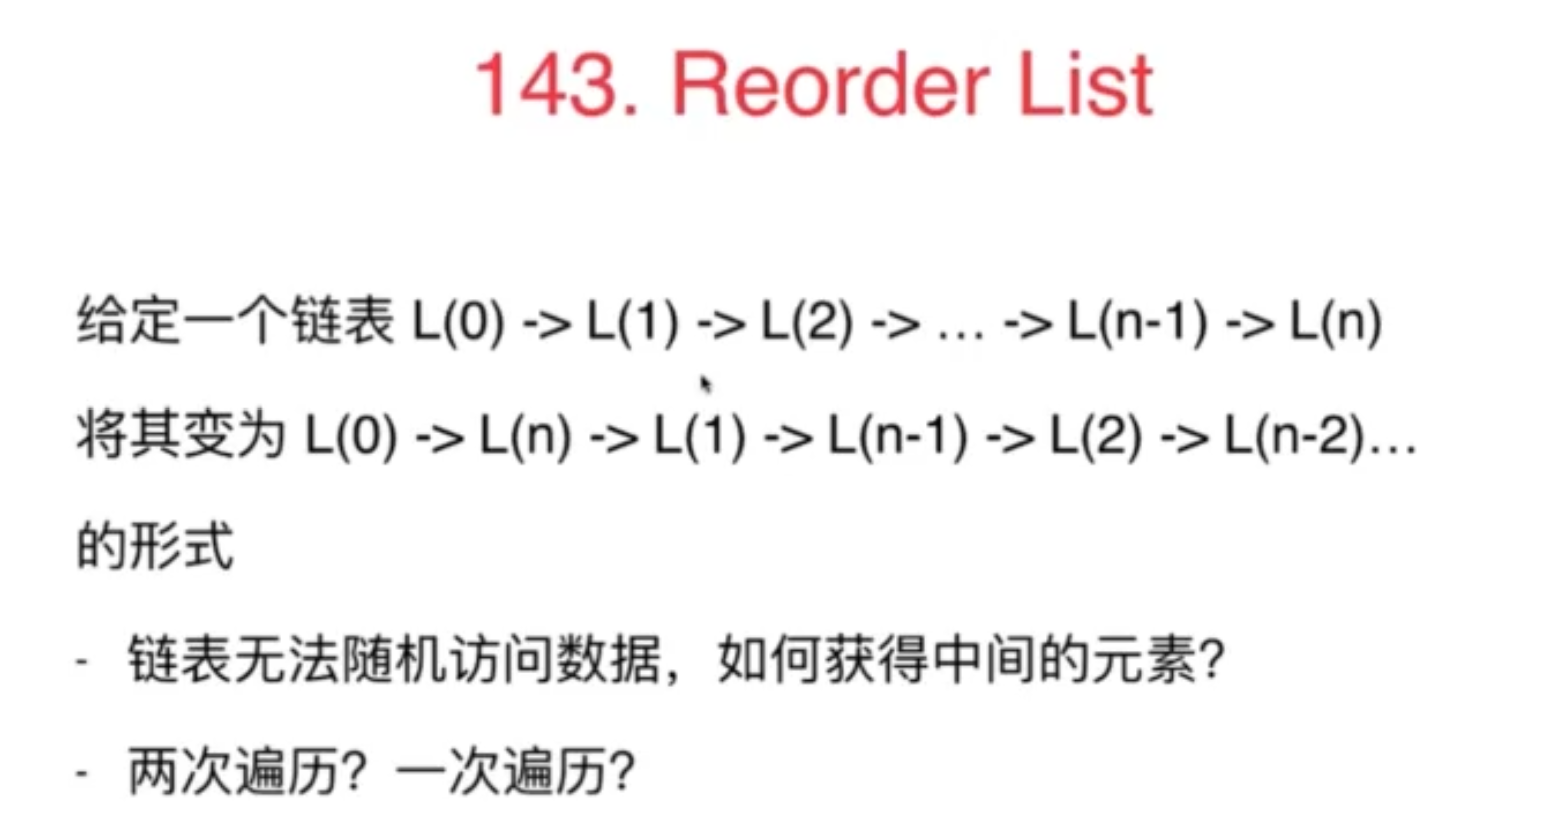 143. Reorder List
给定一个链表 L(0) -> L(1) -> L(2) -> … -> L(n-1) -> L(n)
将其变为 L(0) -> L(n) -> L(1) -> L(n-1) -> L(2) -> L(n-2)…
的形式
- 链表无法随机访问数据，如何获得中间的元素？
- 两次遍历？一次遍历？